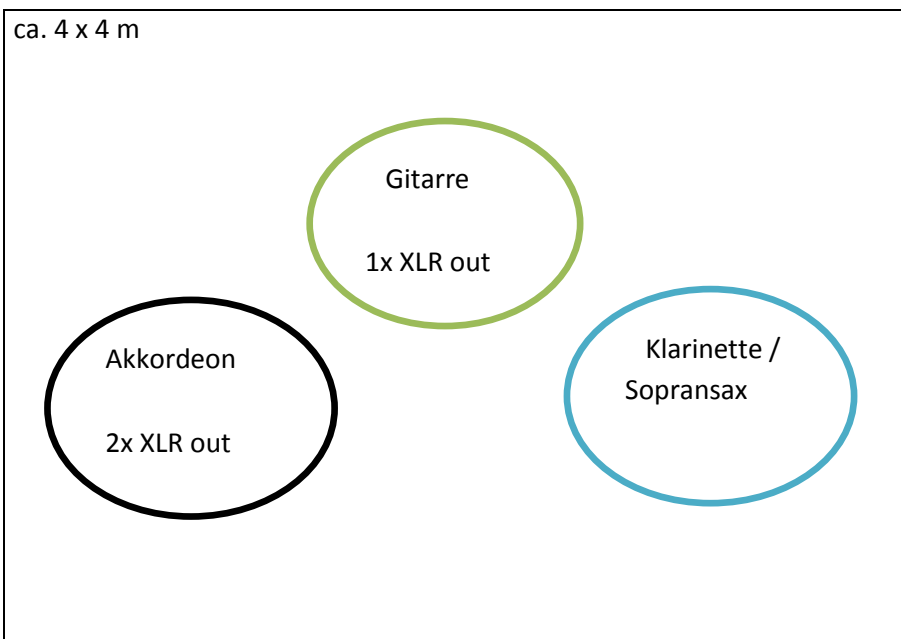 ca. 4 x 4 m
Gitarre
1x XLR out
Akkordeon
2x XLR out
Klarinette /
Sopransax